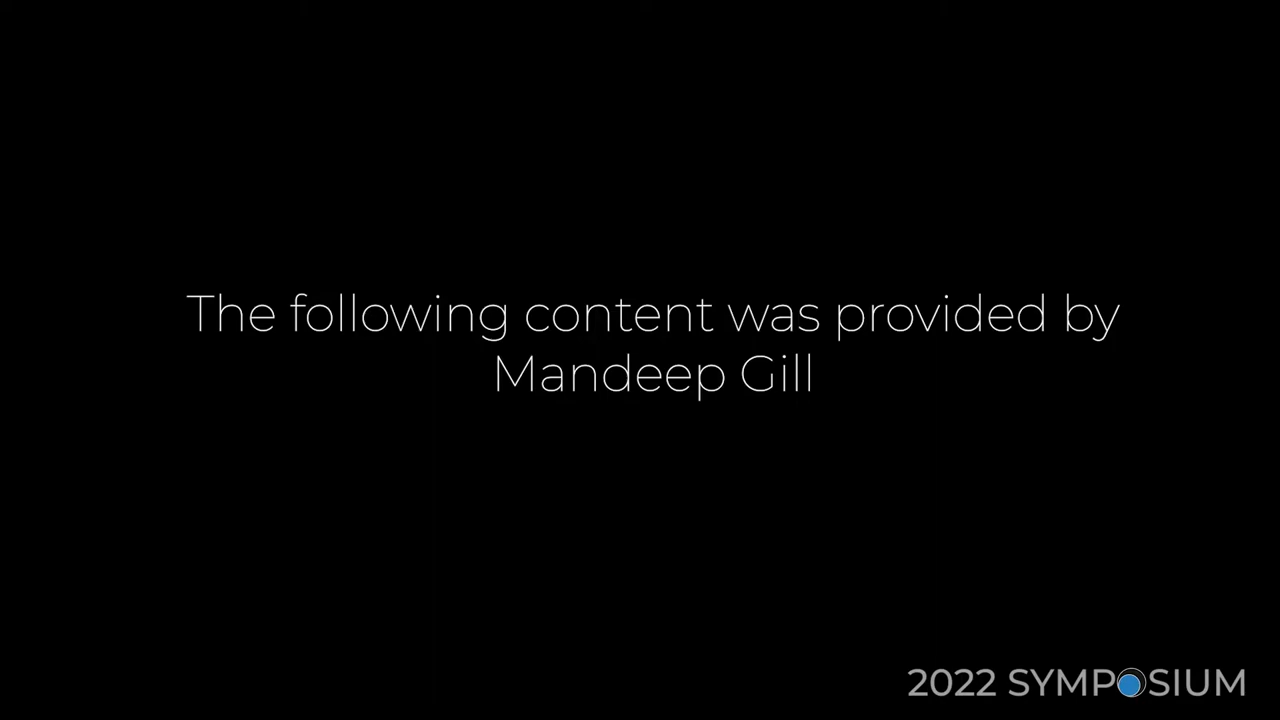 The following content was provided by
Mandeep Gill
2022 SYMPOSIUM